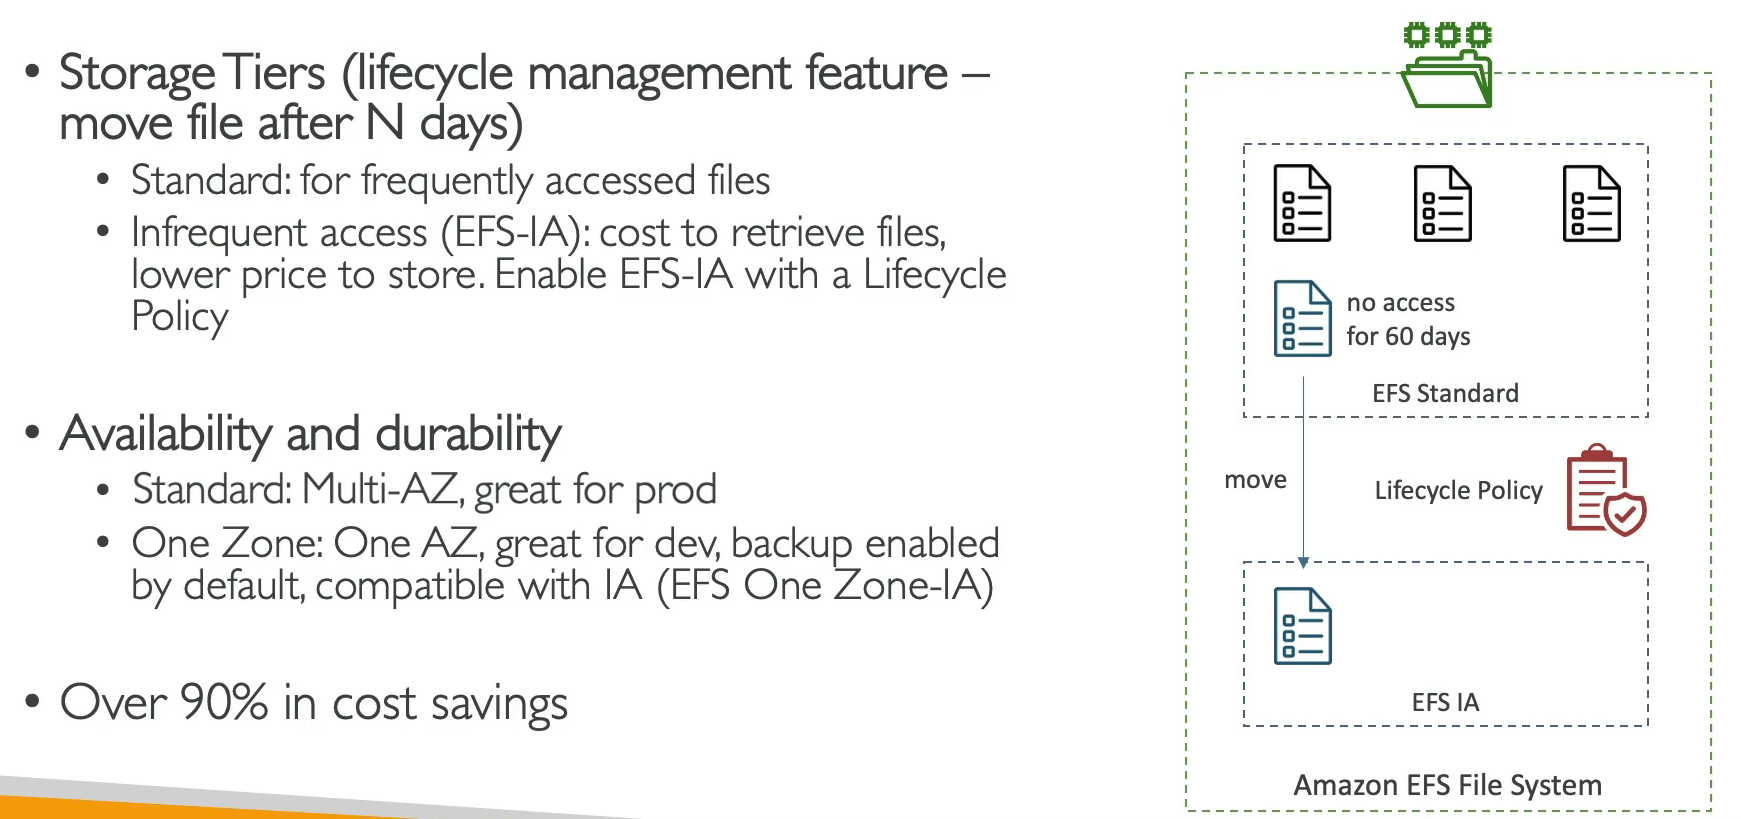 • Storage Tiers (lifecycle management feature –
move file after N days)
• Standard: for frequently accessed files
• Infrequent access (EFS-IA): cost to retrieve files,
lower price to store. Enable EFS-IA with a Lifecycle
Policy
• Availability and durability
• Standard: Multi-AZ, great for prod
• One Zone: One AZ, great for dev, backup enabled
by default, compatible with IA (EFS One Zone-IA)
• Over 90% in cost savings
no access
for 60 days
EFS Standard
move
Lifecycle Policy
EFS IA
Amazon EFS File System